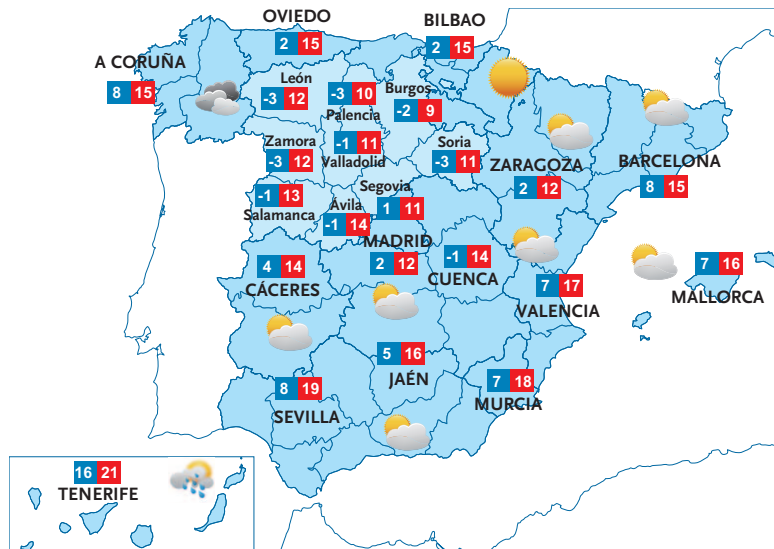 OVIEDO
2 15
BILBAO
2 15
A CORUÑA
8 15
León
-3 12
-3 10
Palencia
Burgos
-2 9
Zamora
-3 12
-1 11
Valladolid
Soria
-3 11
ZARAGOZA
2 12
BARCELONA
8 15
-1 13
Salamanca
Ávila
-1 14
Segovia
1 11
MADRID
2 12
-1 14
CUENCA
4 14
CÁCERES
7 17
VALENCIA
7 16
MALLORCA
5 16
JAÉN
8 19
SEVILLA
7 18
MURCIA
16 21
TENERIFE